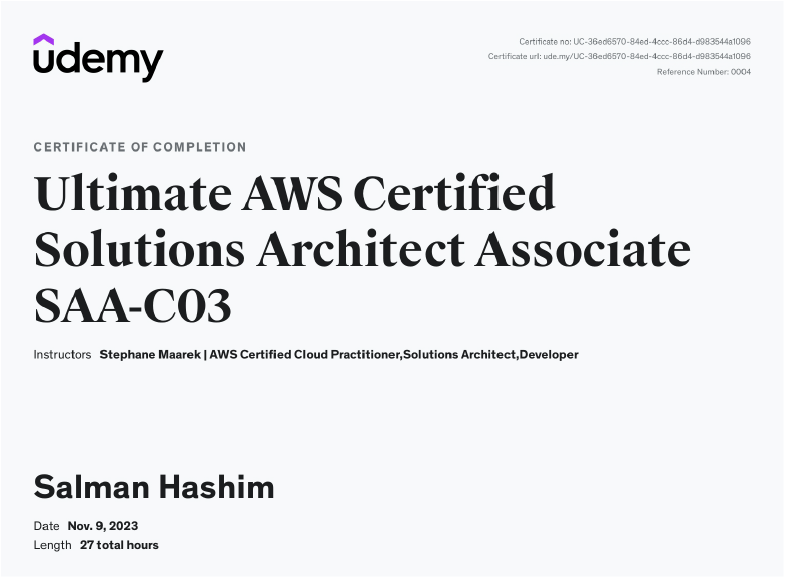 udemy
Certificate no: UC-36ed6570-84ed-4ccc-86d4-d983544a1096
Certificate url: ude.my/UC-36ed6570-84ed-4ccc-86d4-d983544a1096
Reference Number: 0004
CERTIFICATE OF COMPLETION
Ultimate AWS Certified
Solutions Architect Associate
SAA-C03
Instructors Stephane Maarek | AWS Certified Cloud Practitioner,Solutions Architect,Developer
Salman Hashim
Date Nov. 9, 2023
Length 27 total hours